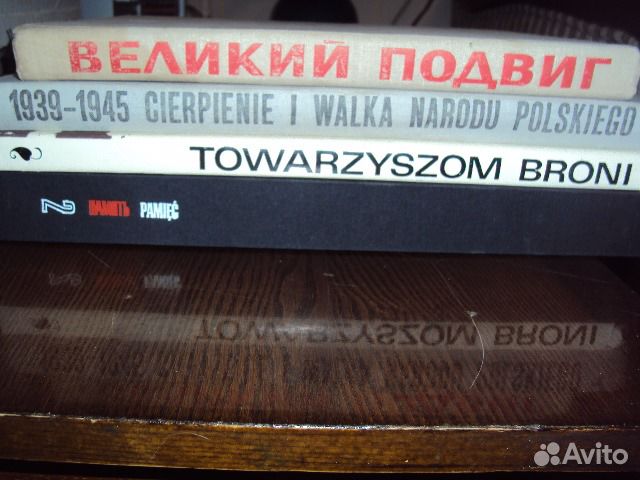 ВЕЛИКИЙ ПОДВИГ
1939-1945 CIERPIENIE I WALKA NARODU POLSKIEGO
TOWARZYSZOM BRONI
2 ПАМЯТЬ PAMIĘĆ
Avito